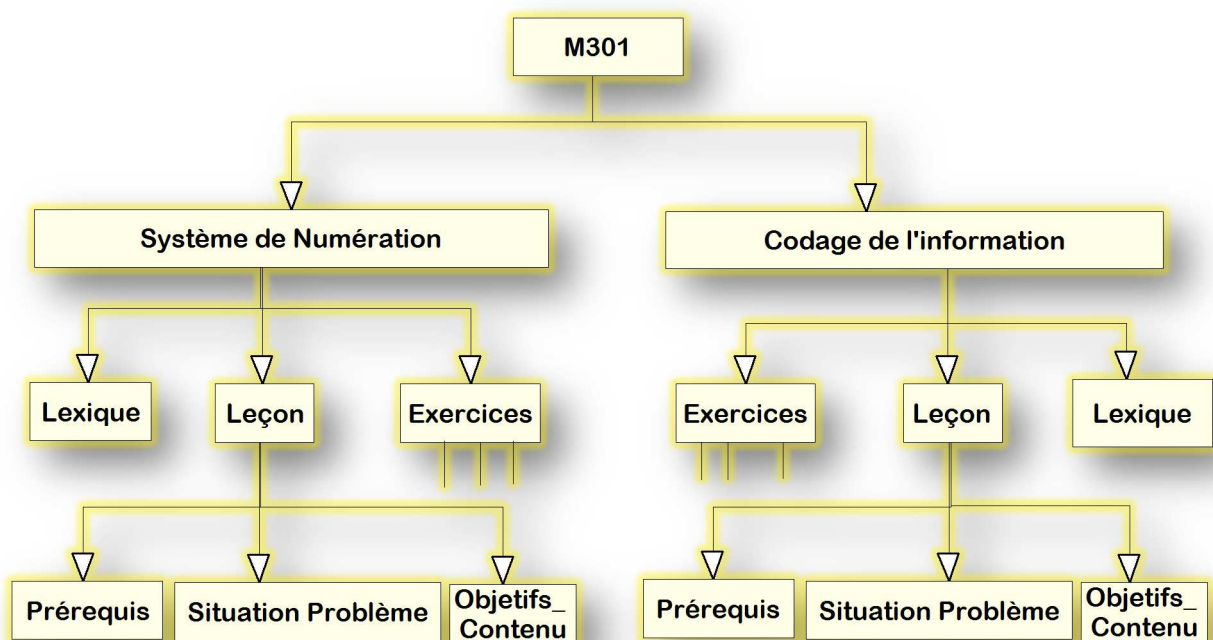 M301
Système de Numération
Codage de l'information
Lexique
Leçon
Exercices
Exercices
Leçon
Lexique
Prérequis
Situation Problème
Objetifs_
Contenu
Prérequis
Situation Problème
Objetifs_
Contenu